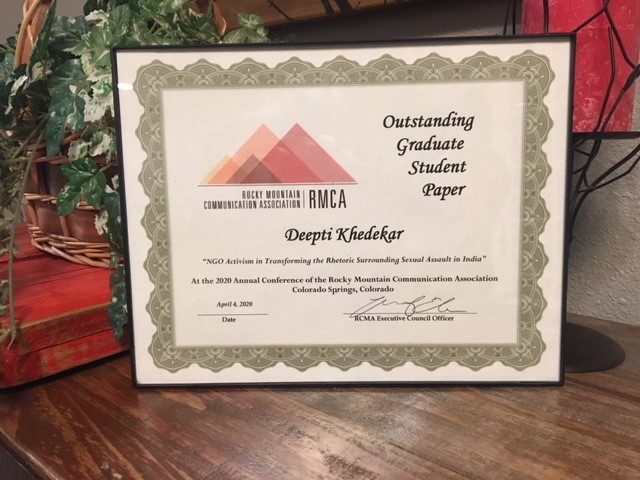 Outstanding
Graduate
Student
Paper
ROCKY MOUNTAIN
COMMUNICATION ASSOCIATION | RMCA
Deepti Khedekar
"NGO Activism in Transforming the Rhetoric Surrounding Sexual Assault in India"
At the 2020 Annual Conference of the Rocky Mountain Communication Association
Colorado Springs, Colorado
April 4, 2020
Date
RCMA Executive Council Officer